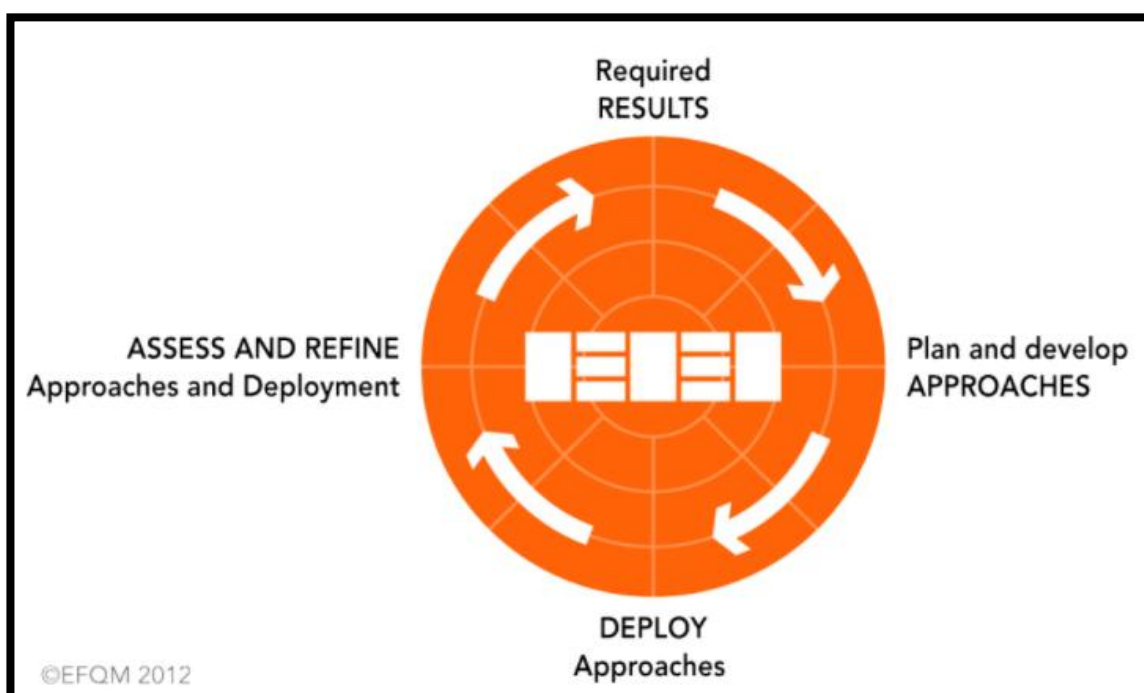 Required
RESULTS
ASSESS AND REFINE
Approaches and Deployment
Plan and develop
APPROACHES
DEPLOY
Approaches
©EFQM 2012